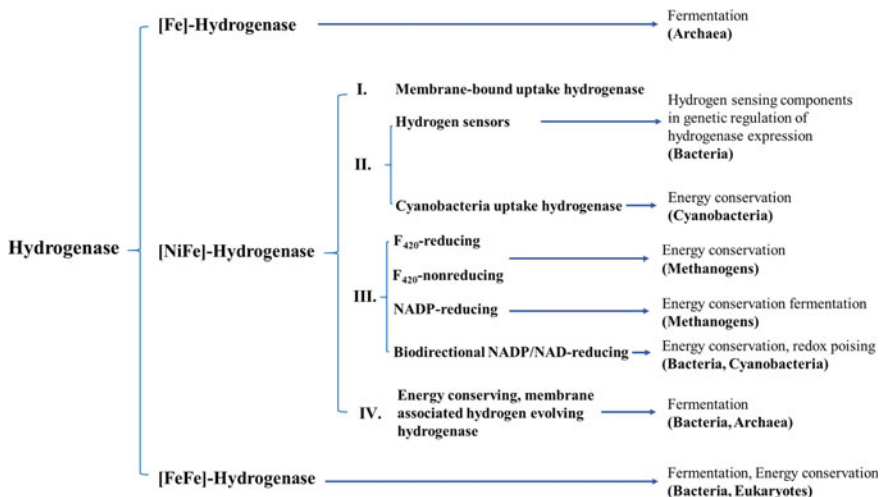 [Fe]-Hydrogenase
Fermentation
(Archaea)
I. Membrane-bound uptake hydrogenase
Hydrogen sensors
Hydrogen sensing components
in genetic regulation of
hydrogenase expression
(Bacteria)
II.
Cyanobacteria uptake hydrogenase
Energy conservation
(Cyanobacteria)
Hydrogenase
[NiFe]-Hydrogenase
F420-reducing
F420-nonreducing
Energy conservation
(Methanogens)
III.
NADP-reducing
Energy conservation fermentation
(Methanogens)
Biodirectional NADP/NAD-reducing
Energy conservation, redox poising
(Bacteria, Cyanobacteria)
IV.
Energy conserving, membrane
associated hydrogen evolving
hydrogenase
Fermentation
(Bacteria, Archaea)
[FeFe]-Hydrogenase
Fermentation, Energy conservation
(Bacteria, Eukaryotes)